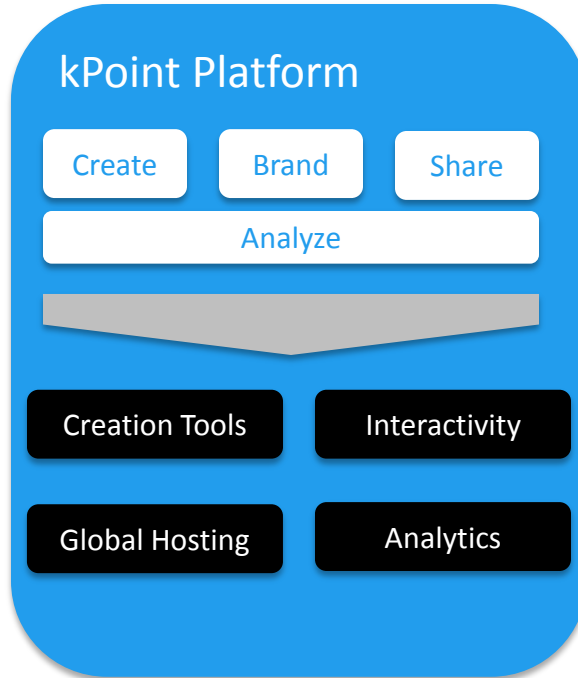 kPoint Platform
Create
Brand
Share
Analyze
Creation Tools
Interactivity
Global Hosting
Analytics